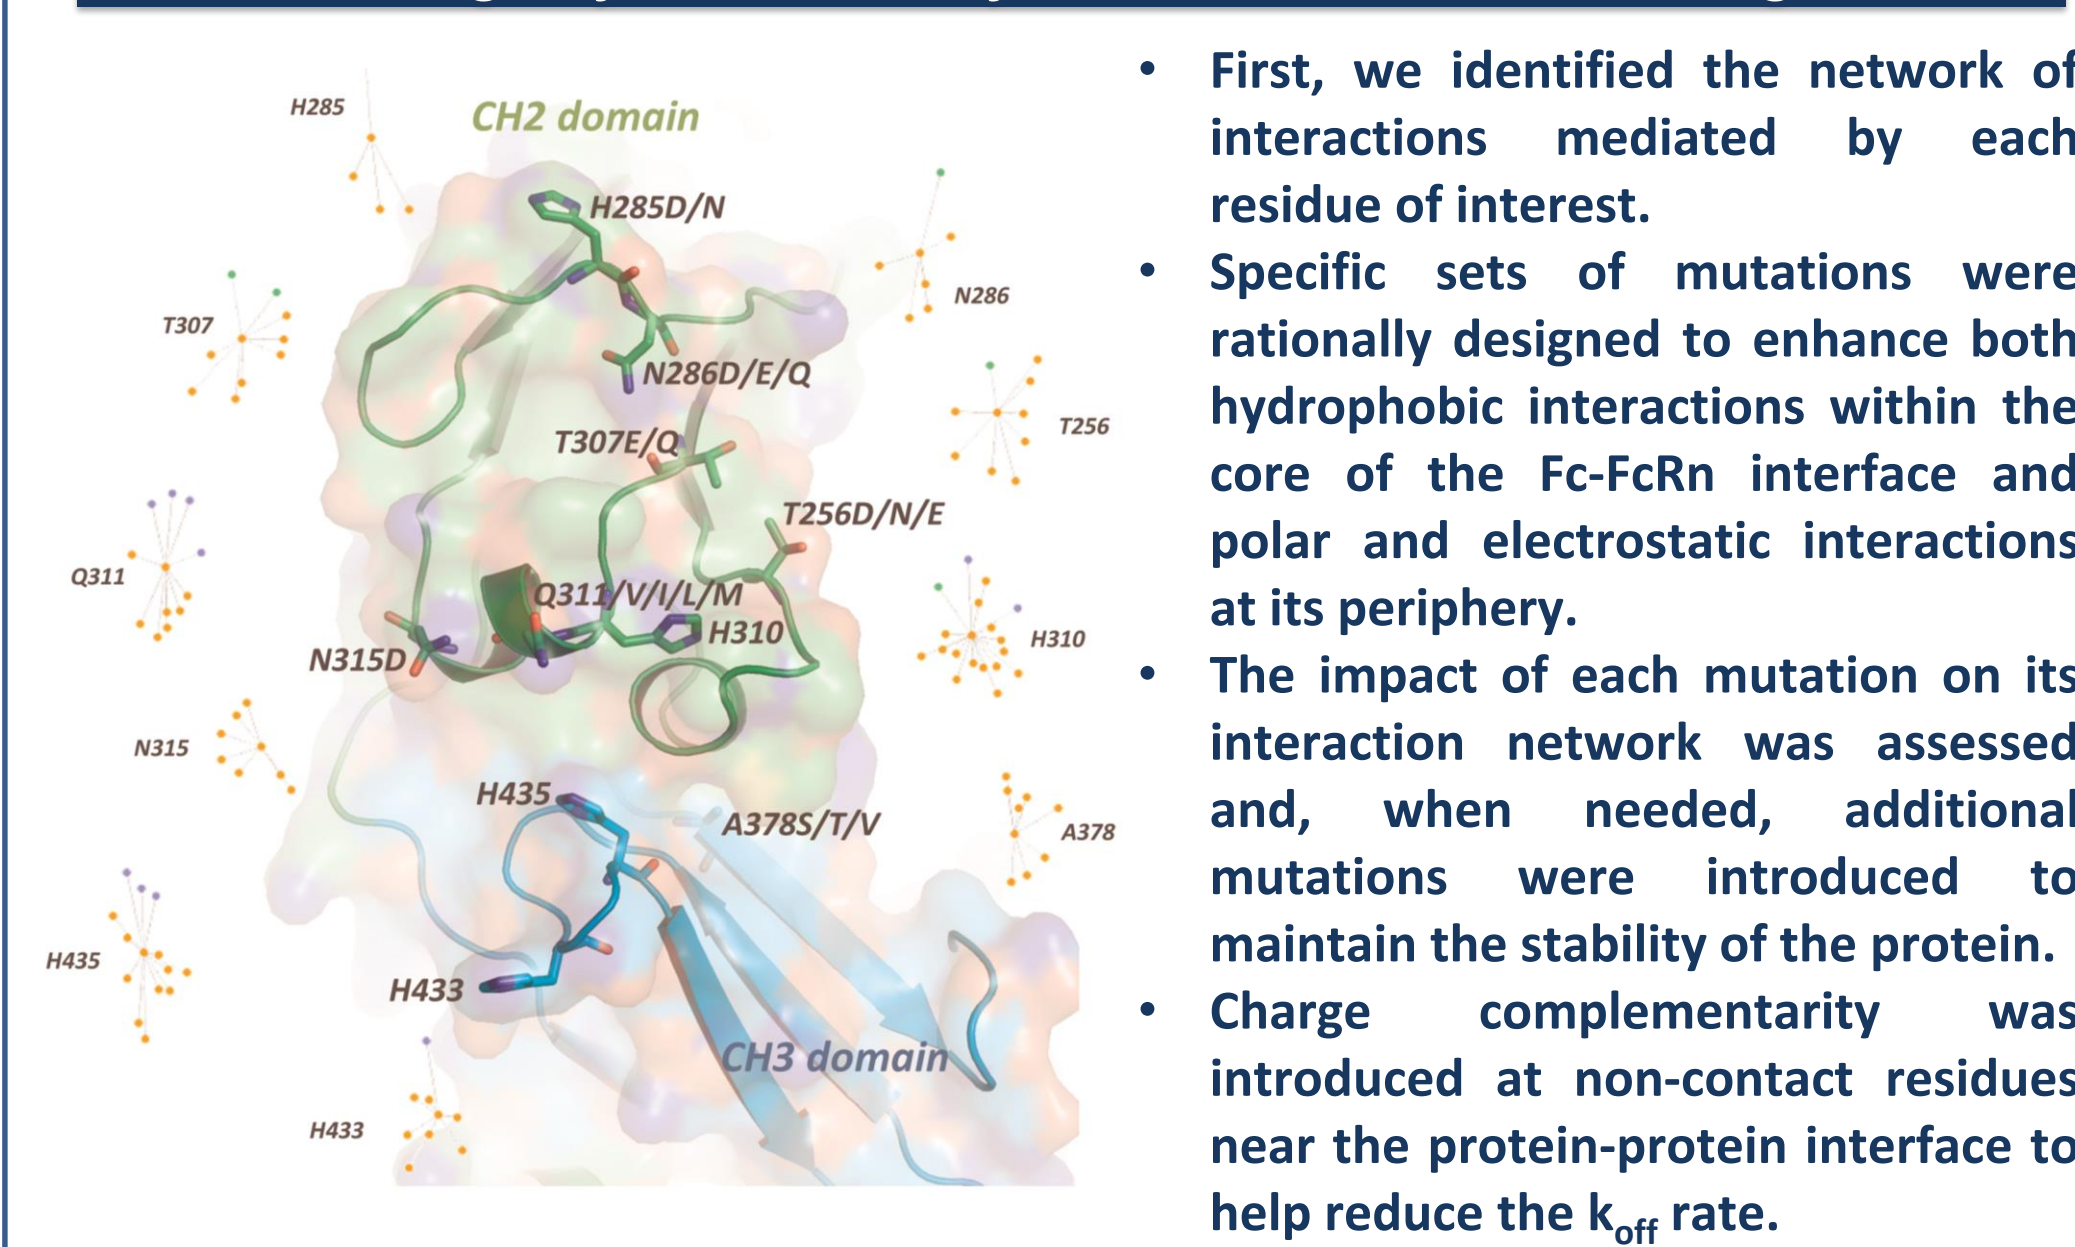 H285
CH2 domain
H285D/N
N286
T307
N286D/E/Q
T256
T307E/Q
T256D/N/E
Q311
Q311/V/I/L/M
H310
H310
N315D
N315
H435
A378S/T/V
A378
H435
H433
CH3 domain
H433
• First, we identified the network of
interactions mediated by each
residue of interest.
• Specific sets of mutations were
rationally designed to enhance both
hydrophobic interactions within the
core of the Fc-FcRn interface and
polar and electrostatic interactions
at its periphery.
• The impact of each mutation on its
interaction network was assessed
and, when needed, additional
mutations were introduced to
maintain the stability of the protein.
• Charge complementarity was
introduced at non-contact residues
near the protein-protein interface to
help reduce the koff rate.